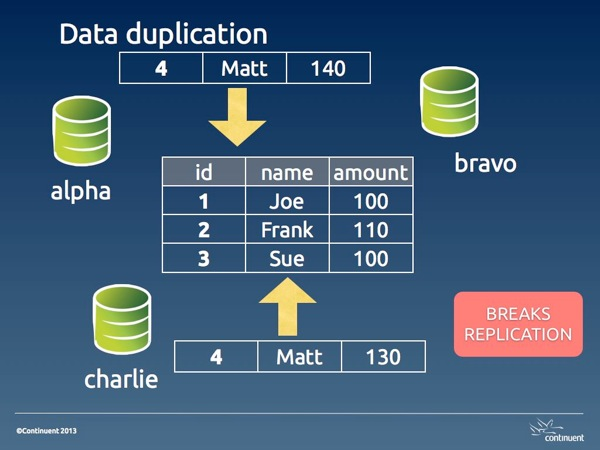 Data duplication
4 Matt 140
alpha
bravo
id name amount
1 Joe 100
2 Frank 110
3 Sue 100
BREAKS
REPLICATION
4 Matt 130
charlie
©Continuent 2013
continuent